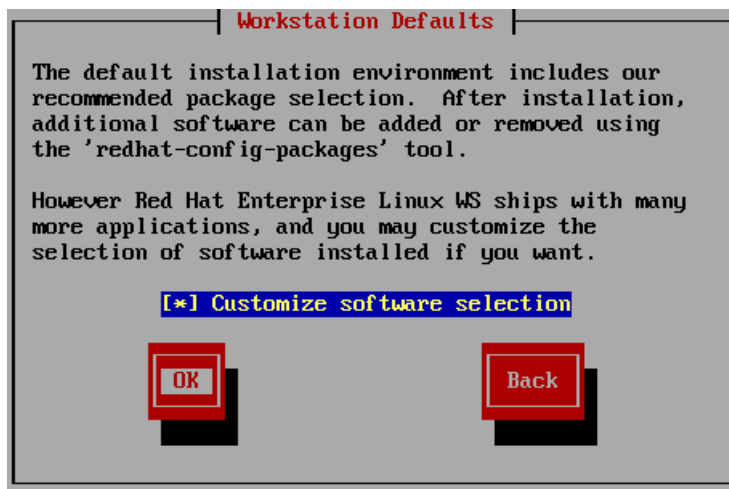 Workstation Defaults
The default installation environment includes our
recommended package selection.  After installation,
additional software can be added or removed using
the 'redhat-config-packages' tool.
However Red Hat Enterprise Linux WS ships with many
more applications, and you may customize the
selection of software installed if you want.
[*] Customize software selection
OK
Back